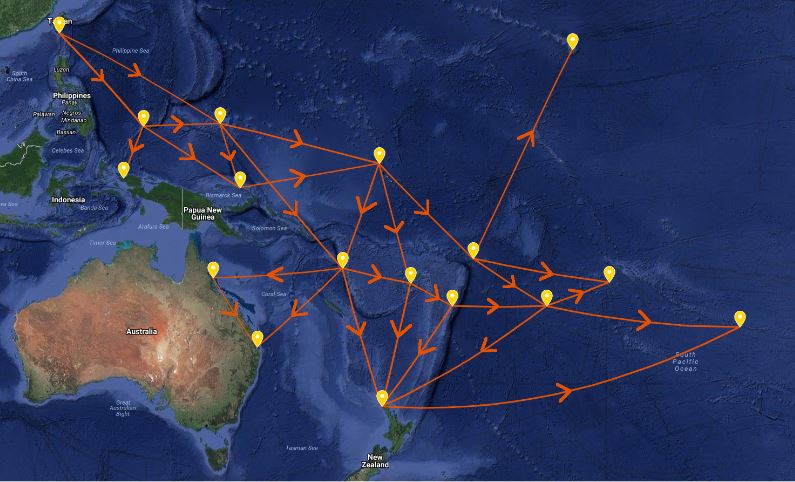 Taiwan
Philippine Sea
South
China Sea
Luzon
Philippines
Panay
Palawan
Negros
Mindanao
Basilan
Celebes Sea
Indonesia
Banda Sea
Bismarck Sea
Papua New
Guinea
Solomon Sea
Arafura Sea
Timor Sea
Coral Sea
Australia
Great
Australian
Bight
Tasman Sea
New
Zealand
South
Pacific
Ocean